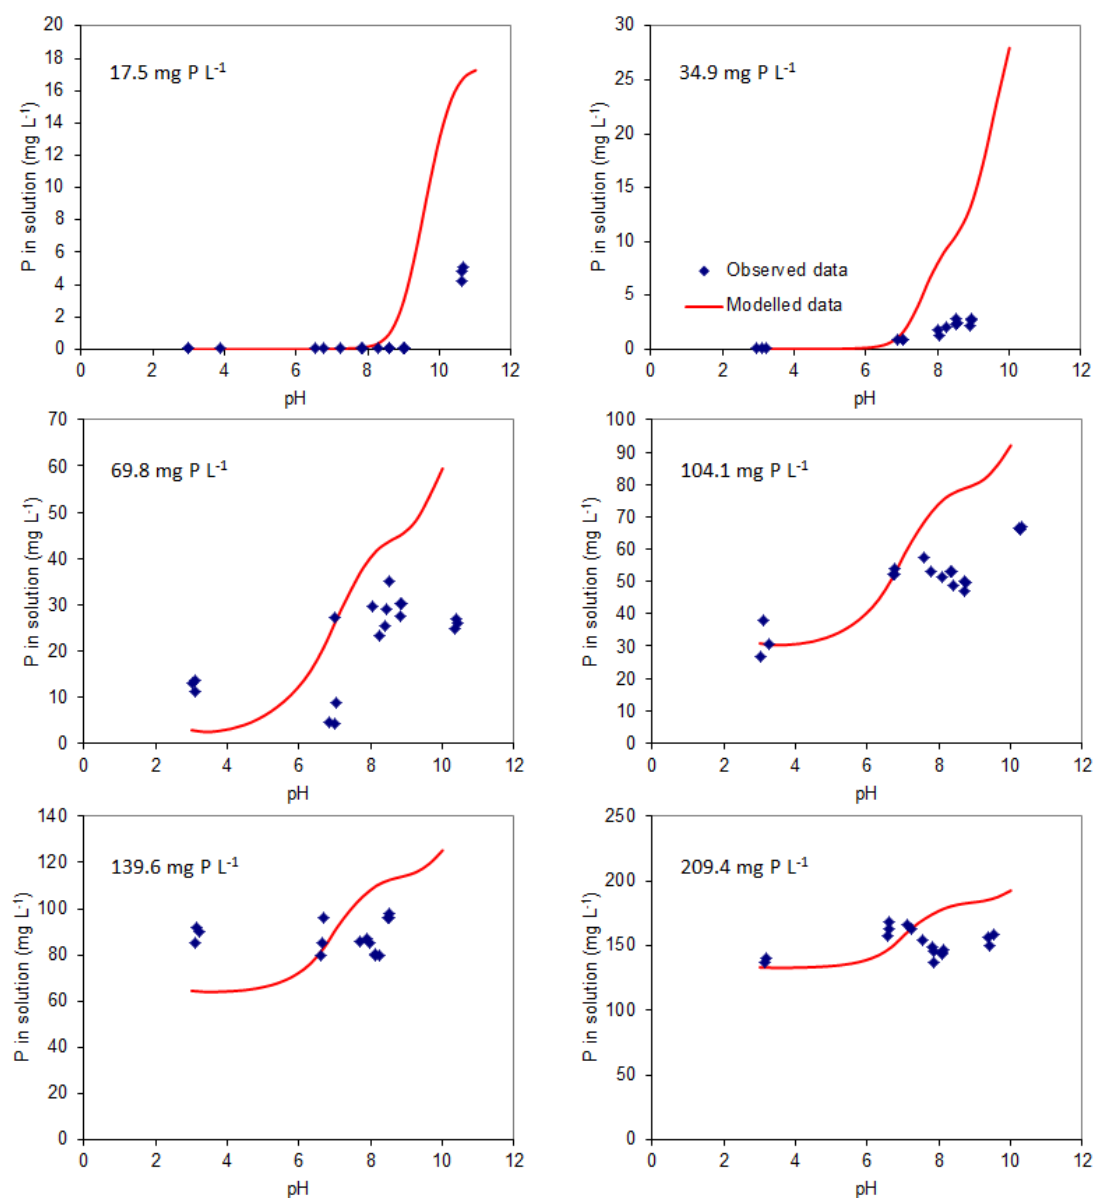 20
18
16
14
12
10
8
6
4
2
0
0 2 4 6 8 10 12
P in solution (mg L⁻¹)
pH
17.5 mg P L⁻¹
30
25
20
15
10
5
0
0 2 4 6 8 10 12
P in solution (mg L⁻¹)
pH
34.9 mg P L⁻¹
Observed data
Modelled data
70
60
50
40
30
20
10
0
0 2 4 6 8 10 12
P in solution (mg L⁻¹)
pH
69.8 mg P L⁻¹
100
90
80
70
60
50
40
30
20
10
0
0 2 4 6 8 10 12
P in solution (mg L⁻¹)
pH
104.1 mg P L⁻¹
140
120
100
80
60
40
20
0
0 2 4 6 8 10 12
P in solution (mg L⁻¹)
pH
139.6 mg P L⁻¹
250
200
150
100
50
0
0 2 4 6 8 10 12
P in solution (mg L⁻¹)
pH
209.4 mg P L⁻¹